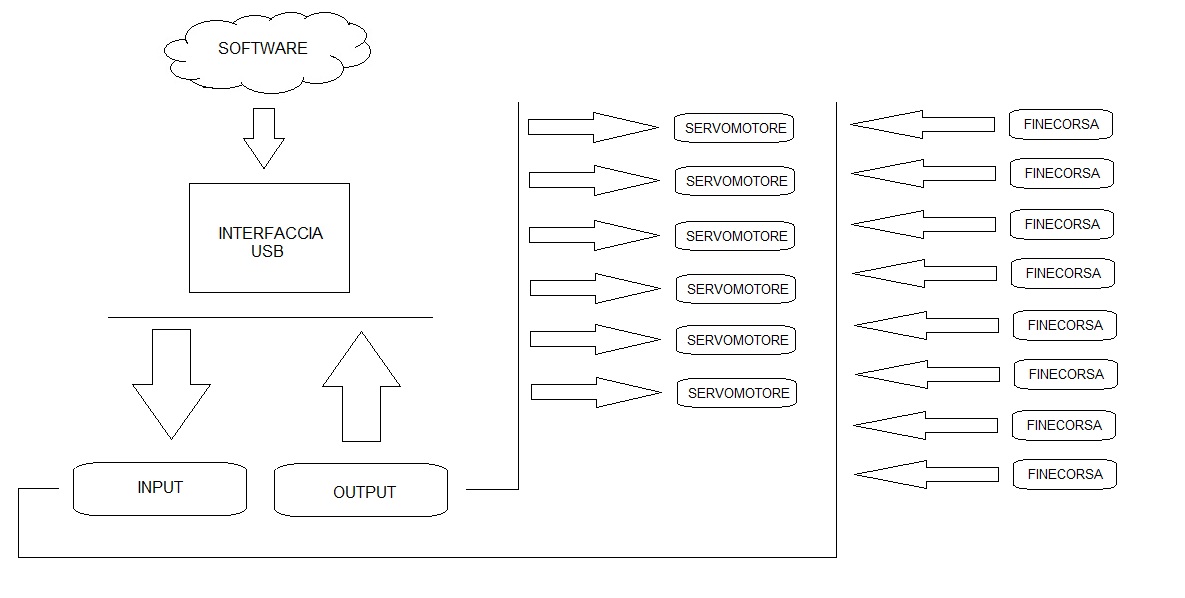 SOFTWARE
INTERFACCIA
USB
INPUT
OUTPUT
SERVOMOTORE
SERVOMOTORE
SERVOMOTORE
SERVOMOTORE
SERVOMOTORE
SERVOMOTORE
FINECORSA
FINECORSA
FINECORSA
FINECORSA
FINECORSA
FINECORSA
FINECORSA
FINECORSA